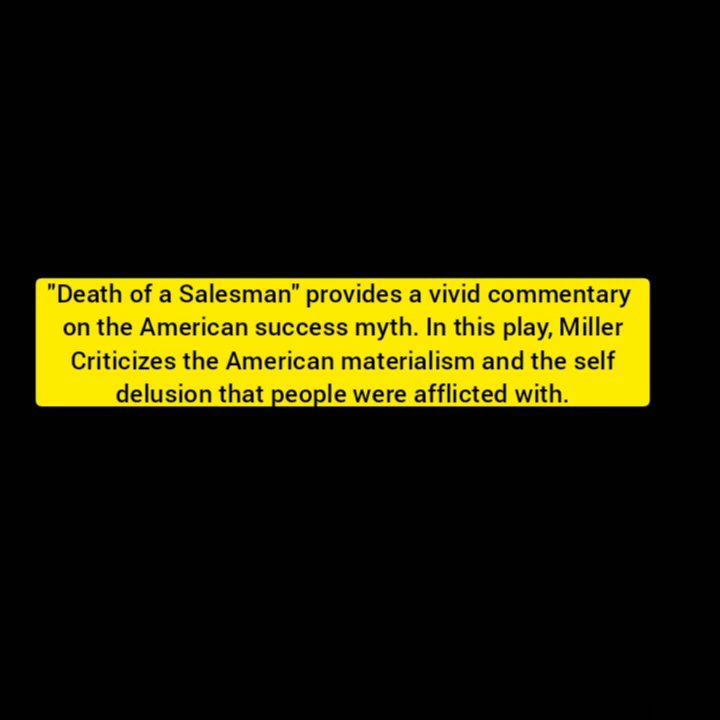 "Death of a Salesman" provides a vivid commentary
on the American success myth. In this play, Miller
Criticizes the American materialism and the self
delusion that people were afflicted with.